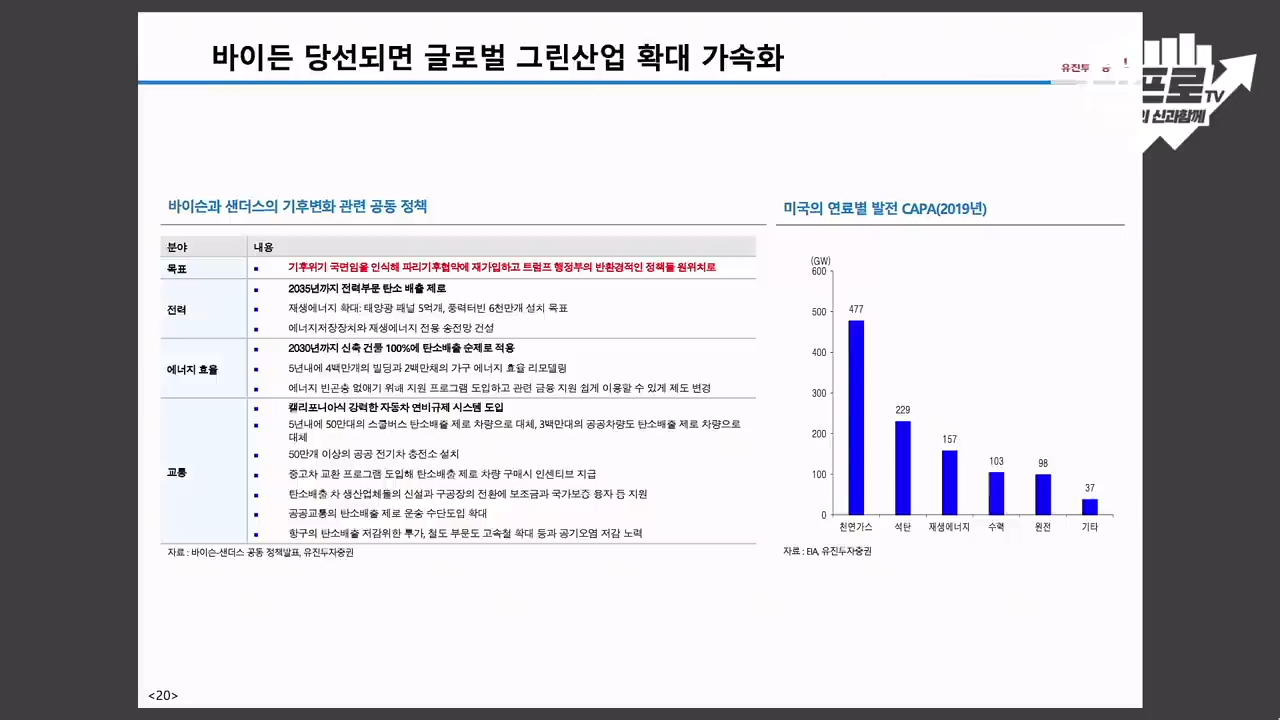 바이든 당선되면 글로벌 그린산업 확대 가속화
유진투
프로TV
신과함께
바이슨과 샌더스의 기후변화 관련 공동 정책
분야 내용
목표 ▪ 기후위기 국면임을 인식해 파리기후협약에 재가입하고 트럼프 행정부의 반환경적인 정책들 원위치로
전력 ▪ 2035년까지 전력부문 탄소 배출 제로
▪ 재생에너지 확대: 태양광 패널 5억개, 풍력터빈 6천만개 설치 목표
▪ 에너지저장장치와 재생에너지 전용 송전망 건설
에너지 효율 ▪ 2030년까지 신축 건물 100%에 탄소배출 순제로 적용
▪ 5년내에 4백만개의 빌딩과 2백만채의 가구 에너지 효율 리모델링
▪ 에너지 빈곤층 없애기 위해 지원 프로그램 도입하고 관련 금융 지원 쉽게 이용할 수 있게 제도 변경
교통 ▪ 캘리포니아식 강력한 자동차 연비규제 시스템 도입
▪ 5년내에 50만대의 스쿨버스 탄소배출 제로 차량으로 대체, 3백만대의 공공차량도 탄소배출 제로 차량으로
대체
▪ 50만개 이상의 공공 전기차 충전소 설치
▪ 중고차 교환 프로그램 도입해 탄소배출 제로 차량 구매시 인센티브 지급
▪ 탄소배출 차 생산업체들의 신설과 구공장의 전환에 보조금과 국가보증 융자 등 지원
▪ 공공교통의 탄소배출 제로 운송 수단도입 확대
▪ 항구의 탄소배출 저감위한 투가, 철도 부문도 고속철 확대 등과 공기오염 저감 노력
자료 : 바이슨-샌더스 공동 정책발표, 유진투자증권
미국의 연료별 발전 CAPA(2019년)
(GW)
600
500
400
300
200
100
0
477
229
157
103
98
37
천연가스 석탄 재생에너지 수력 원전 기타
자료 : EIA, 유진투자증권
<20>